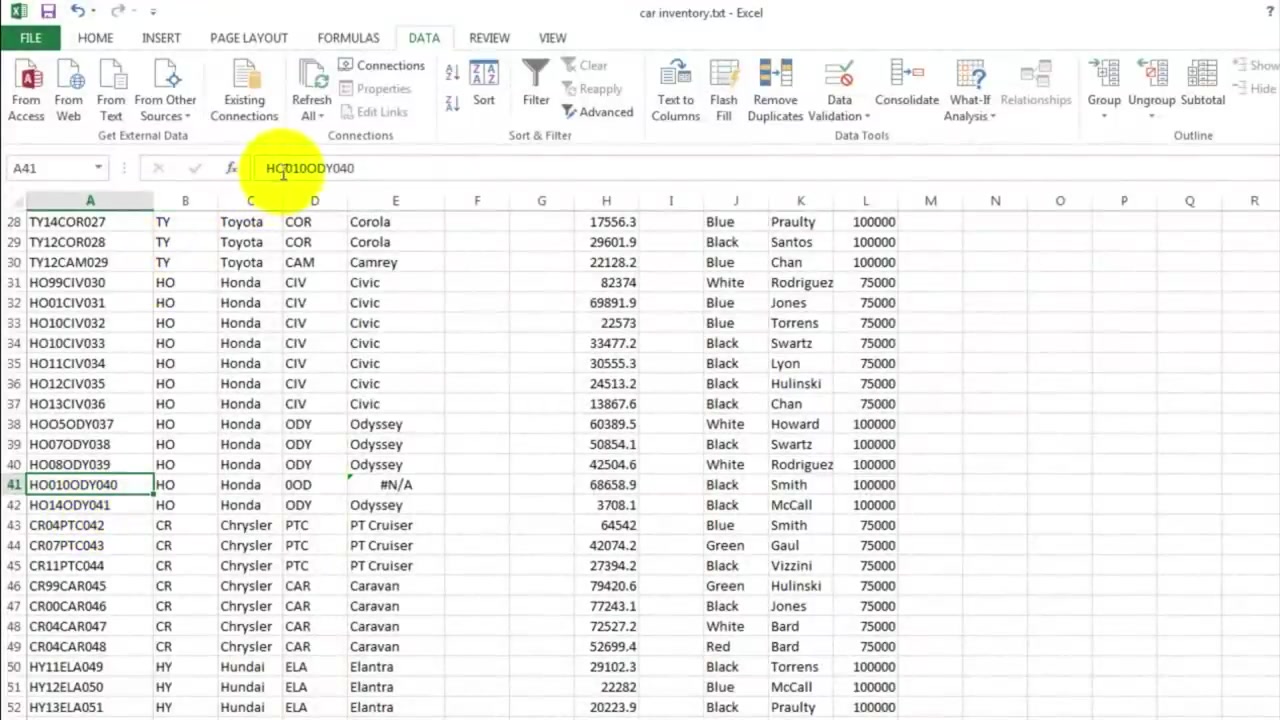 car inventory.txt - Excel
?
FILE HOME INSERT PAGE LAYOUT FORMULAS DATA REVIEW VIEW
From Access From Web From Text From Other Sources Existing Connections Refresh All Connections Properties Edit Links Sort Filter Clear Reapply Advanced Text to Columns Flash Fill Remove Duplicates Data Validation Consolidate What-If Analysis Relationships Group Ungroup Subtotal Show Hide
Get External Data Connections Sort & Filter Data Tools Outline
A41 fx HO010ODY040
A B C D E F G H I J K L M N O P Q R
28 TY14COR027 TY Toyota COR Corola 17556.3 Blue Praulty 100000
29 TY12COR028 TY Toyota COR Corola 29601.9 Black Santos 100000
30 TY12CAM029 TY Toyota CAM Camrey 22128.2 Blue Chan 100000
31 HO99CIV030 HO Honda CIV Civic 82374 White Rodriguez 75000
32 HO01CIV031 HO Honda CIV Civic 69891.9 Blue Jones 75000
33 HO10CIV032 HO Honda CIV Civic 22573 Blue Torrens 75000
34 HO10CIV033 HO Honda CIV Civic 33477.2 Black Swartz 75000
35 HO11CIV034 HO Honda CIV Civic 30555.3 Black Lyon 75000
36 HO12CIV035 HO Honda CIV Civic 24513.2 Black Hulinski 75000
37 HO13CIV036 HO Honda CIV Civic 13867.6 Black Chan 75000
38 HOO5ODY037 HO Honda ODY Odyssey 60389.5 White Howard 75000
39 HO07ODY038 HO Honda ODY Odyssey 50854.1 Black Swartz 75000
40 HO08ODY039 HO Honda ODY Odyssey 42504.6 White Rodriguez 75000
41 HO010ODY040 HO Honda 0OD #N/A 68658.9 Black Smith 75000
42 HO14ODY041 HO Honda ODY Odyssey 3708.1 Black McCall 75000
43 CR04PTC042 CR Chrysler PTC PT Cruiser 64542 Blue Smith 75000
44 CR07PTC043 CR Chrysler PTC PT Cruiser 42074.2 Green Gaul 75000
45 CR11PTC044 CR Chrysler PTC PT Cruiser 27394.2 Black Vizzini 75000
46 CR99CAR045 CR Chrysler CAR Caravan 79420.6 Green Hulinski 75000
47 CR00CAR046 CR Chrysler CAR Caravan 77243.1 Black Jones 75000
48 CR04CAR047 CR Chrysler CAR Caravan 72527.2 White Bard 75000
49 CR04CAR048 CR Chrysler CAR Caravan 52699.4 Red Bard 75000
50 HY11ELA049 HY Hundai ELA Elantra 29102.3 Black Torrens 100000
51 HY12ELA050 HY Hundai ELA Elantra 22282 Blue McCall 100000
52 HY13ELA051 HY Hundai ELA Elantra 20223.9 Black Praulty 100000